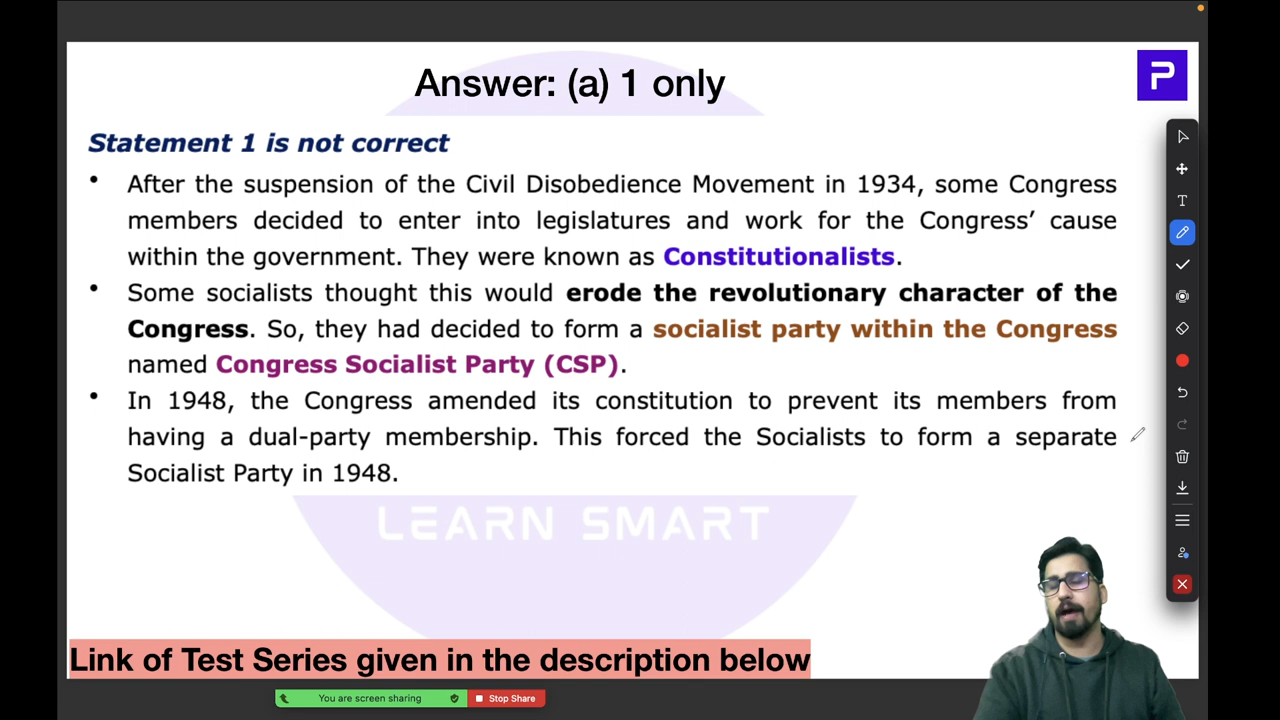 Answer: (a) 1 only
P
Statement 1 is not correct
• After the suspension of the Civil Disobedience Movement in 1934, some Congress
members decided to enter into legislatures and work for the Congress’ cause
within the government. They were known as Constitutionalists.
• Some socialists thought this would erode the revolutionary character of the
Congress. So, they had decided to form a socialist party within the Congress
named Congress Socialist Party (CSP).
• In 1948, the Congress amended its constitution to prevent its members from
having a dual-party membership. This forced the Socialists to form a separate
Socialist Party in 1948.
LEARN SMART
Link of Test Series given in the description below
You are screen sharing
Stop Share
T